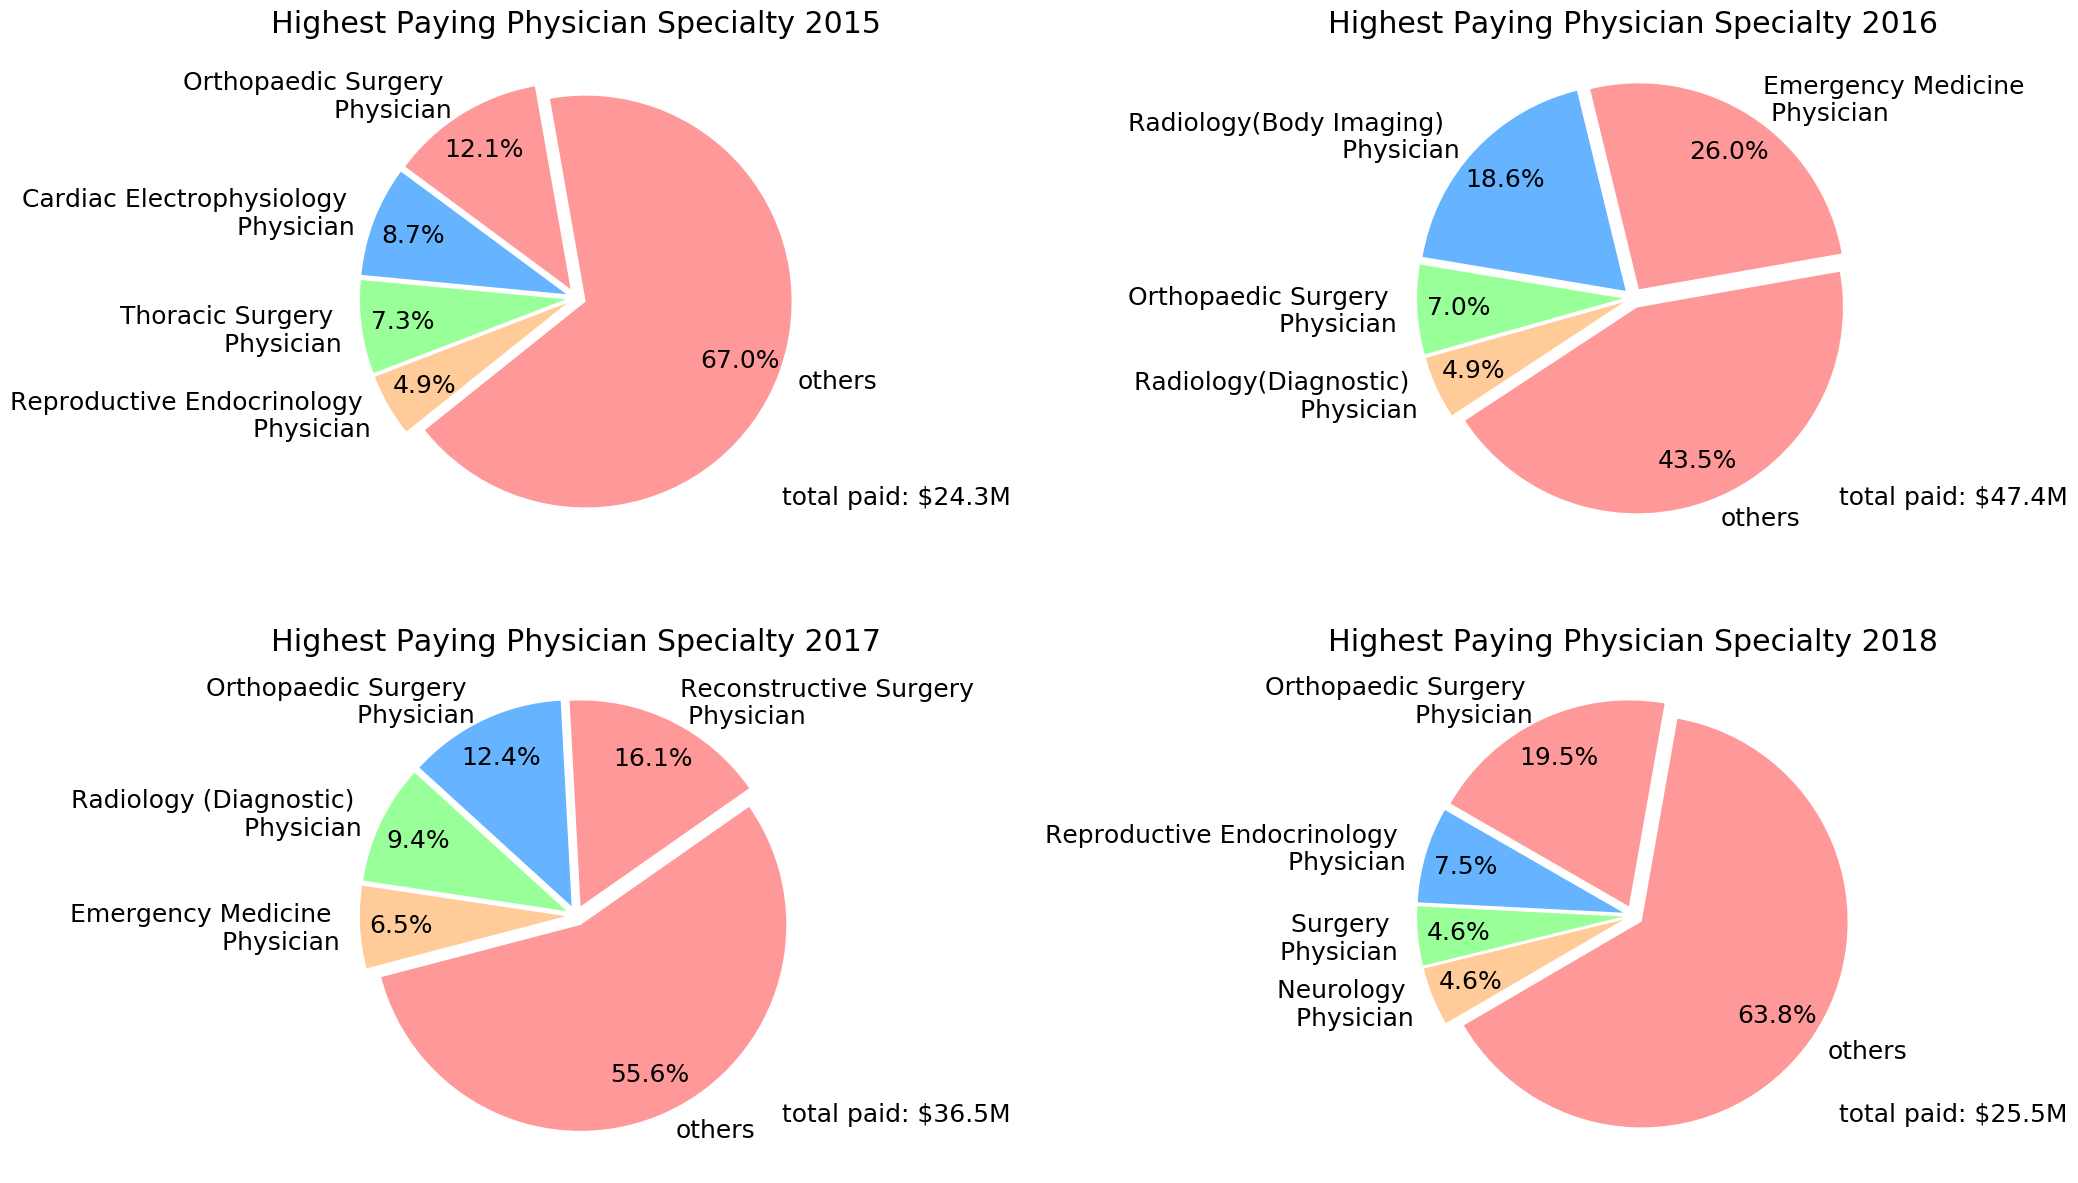 Highest Paying Physician Specialty 2015
Orthopaedic Surgery
Physician
12.1%
Cardiac Electrophysiology
Physician
8.7%
Thoracic Surgery
Physician
7.3%
Reproductive Endocrinology
Physician
4.9%
67.0%
others
total paid: $24.3M
Highest Paying Physician Specialty 2016
Emergency Medicine
Physician
26.0%
Radiology(Body Imaging)
Physician
18.6%
Orthopaedic Surgery
Physician
7.0%
Radiology(Diagnostic)
Physician
4.9%
43.5%
others
total paid: $47.4M
Highest Paying Physician Specialty 2017
Reconstructive Surgery
Physician
16.1%
Orthopaedic Surgery
Physician
12.4%
Radiology (Diagnostic)
Physician
9.4%
Emergency Medicine
Physician
6.5%
55.6%
others
total paid: $36.5M
Highest Paying Physician Specialty 2018
Orthopaedic Surgery
Physician
19.5%
Reproductive Endocrinology
Physician
7.5%
Surgery
Physician
4.6%
Neurology
Physician
4.6%
63.8%
others
total paid: $25.5M